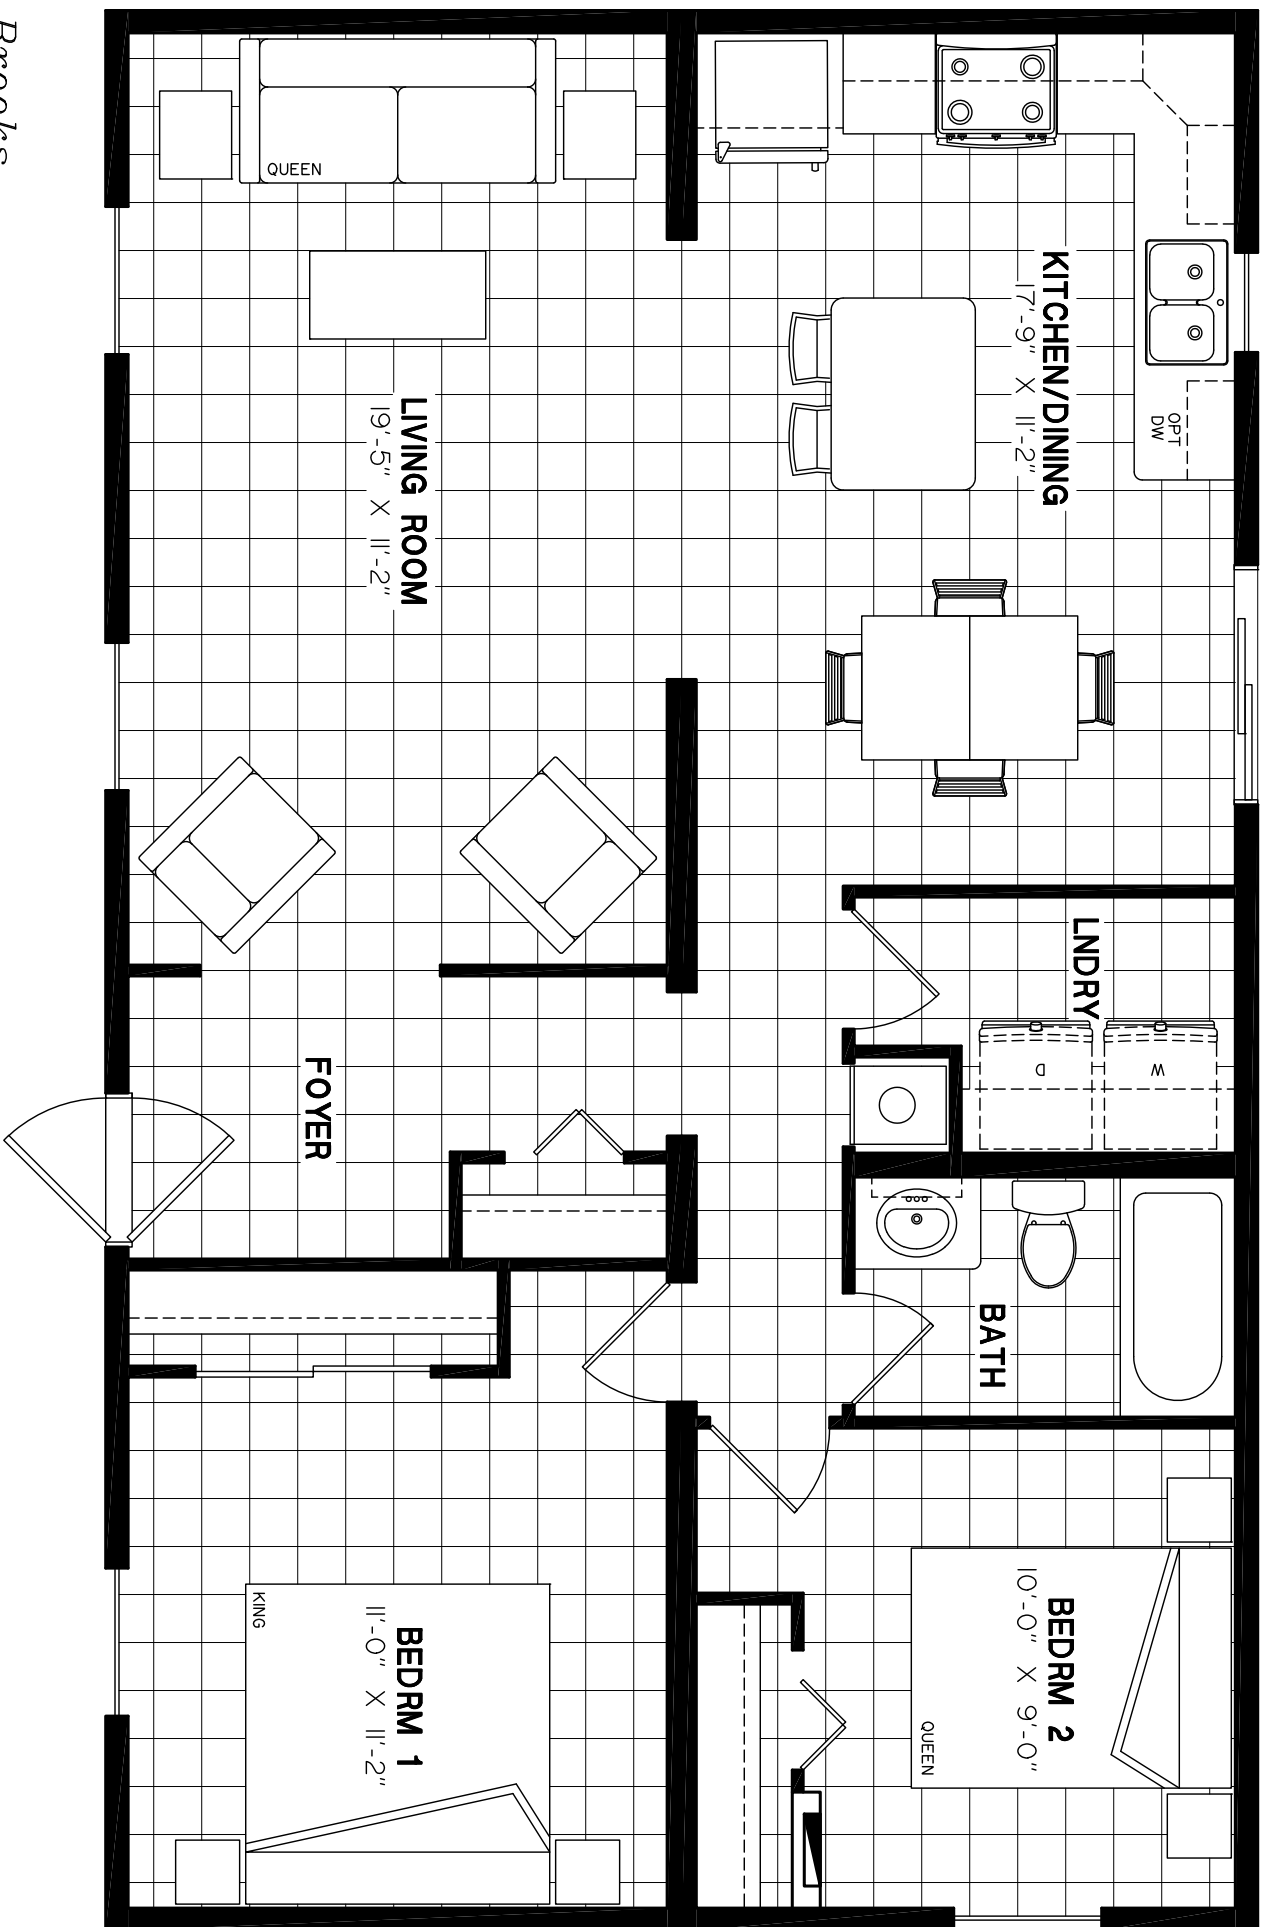 KITCHEN/DINING
17'-9" X 11'-2"
OPT
DW
LNDRY
W
D
BATH
BEDRM 2
10'-0" X 9'-0"
QUEEN
QUEEN
LIVING ROOM
19'-5" X 11'-2"
FOYER
BEDRM 1
11'-0" X 11'-2"
KING
Brooks